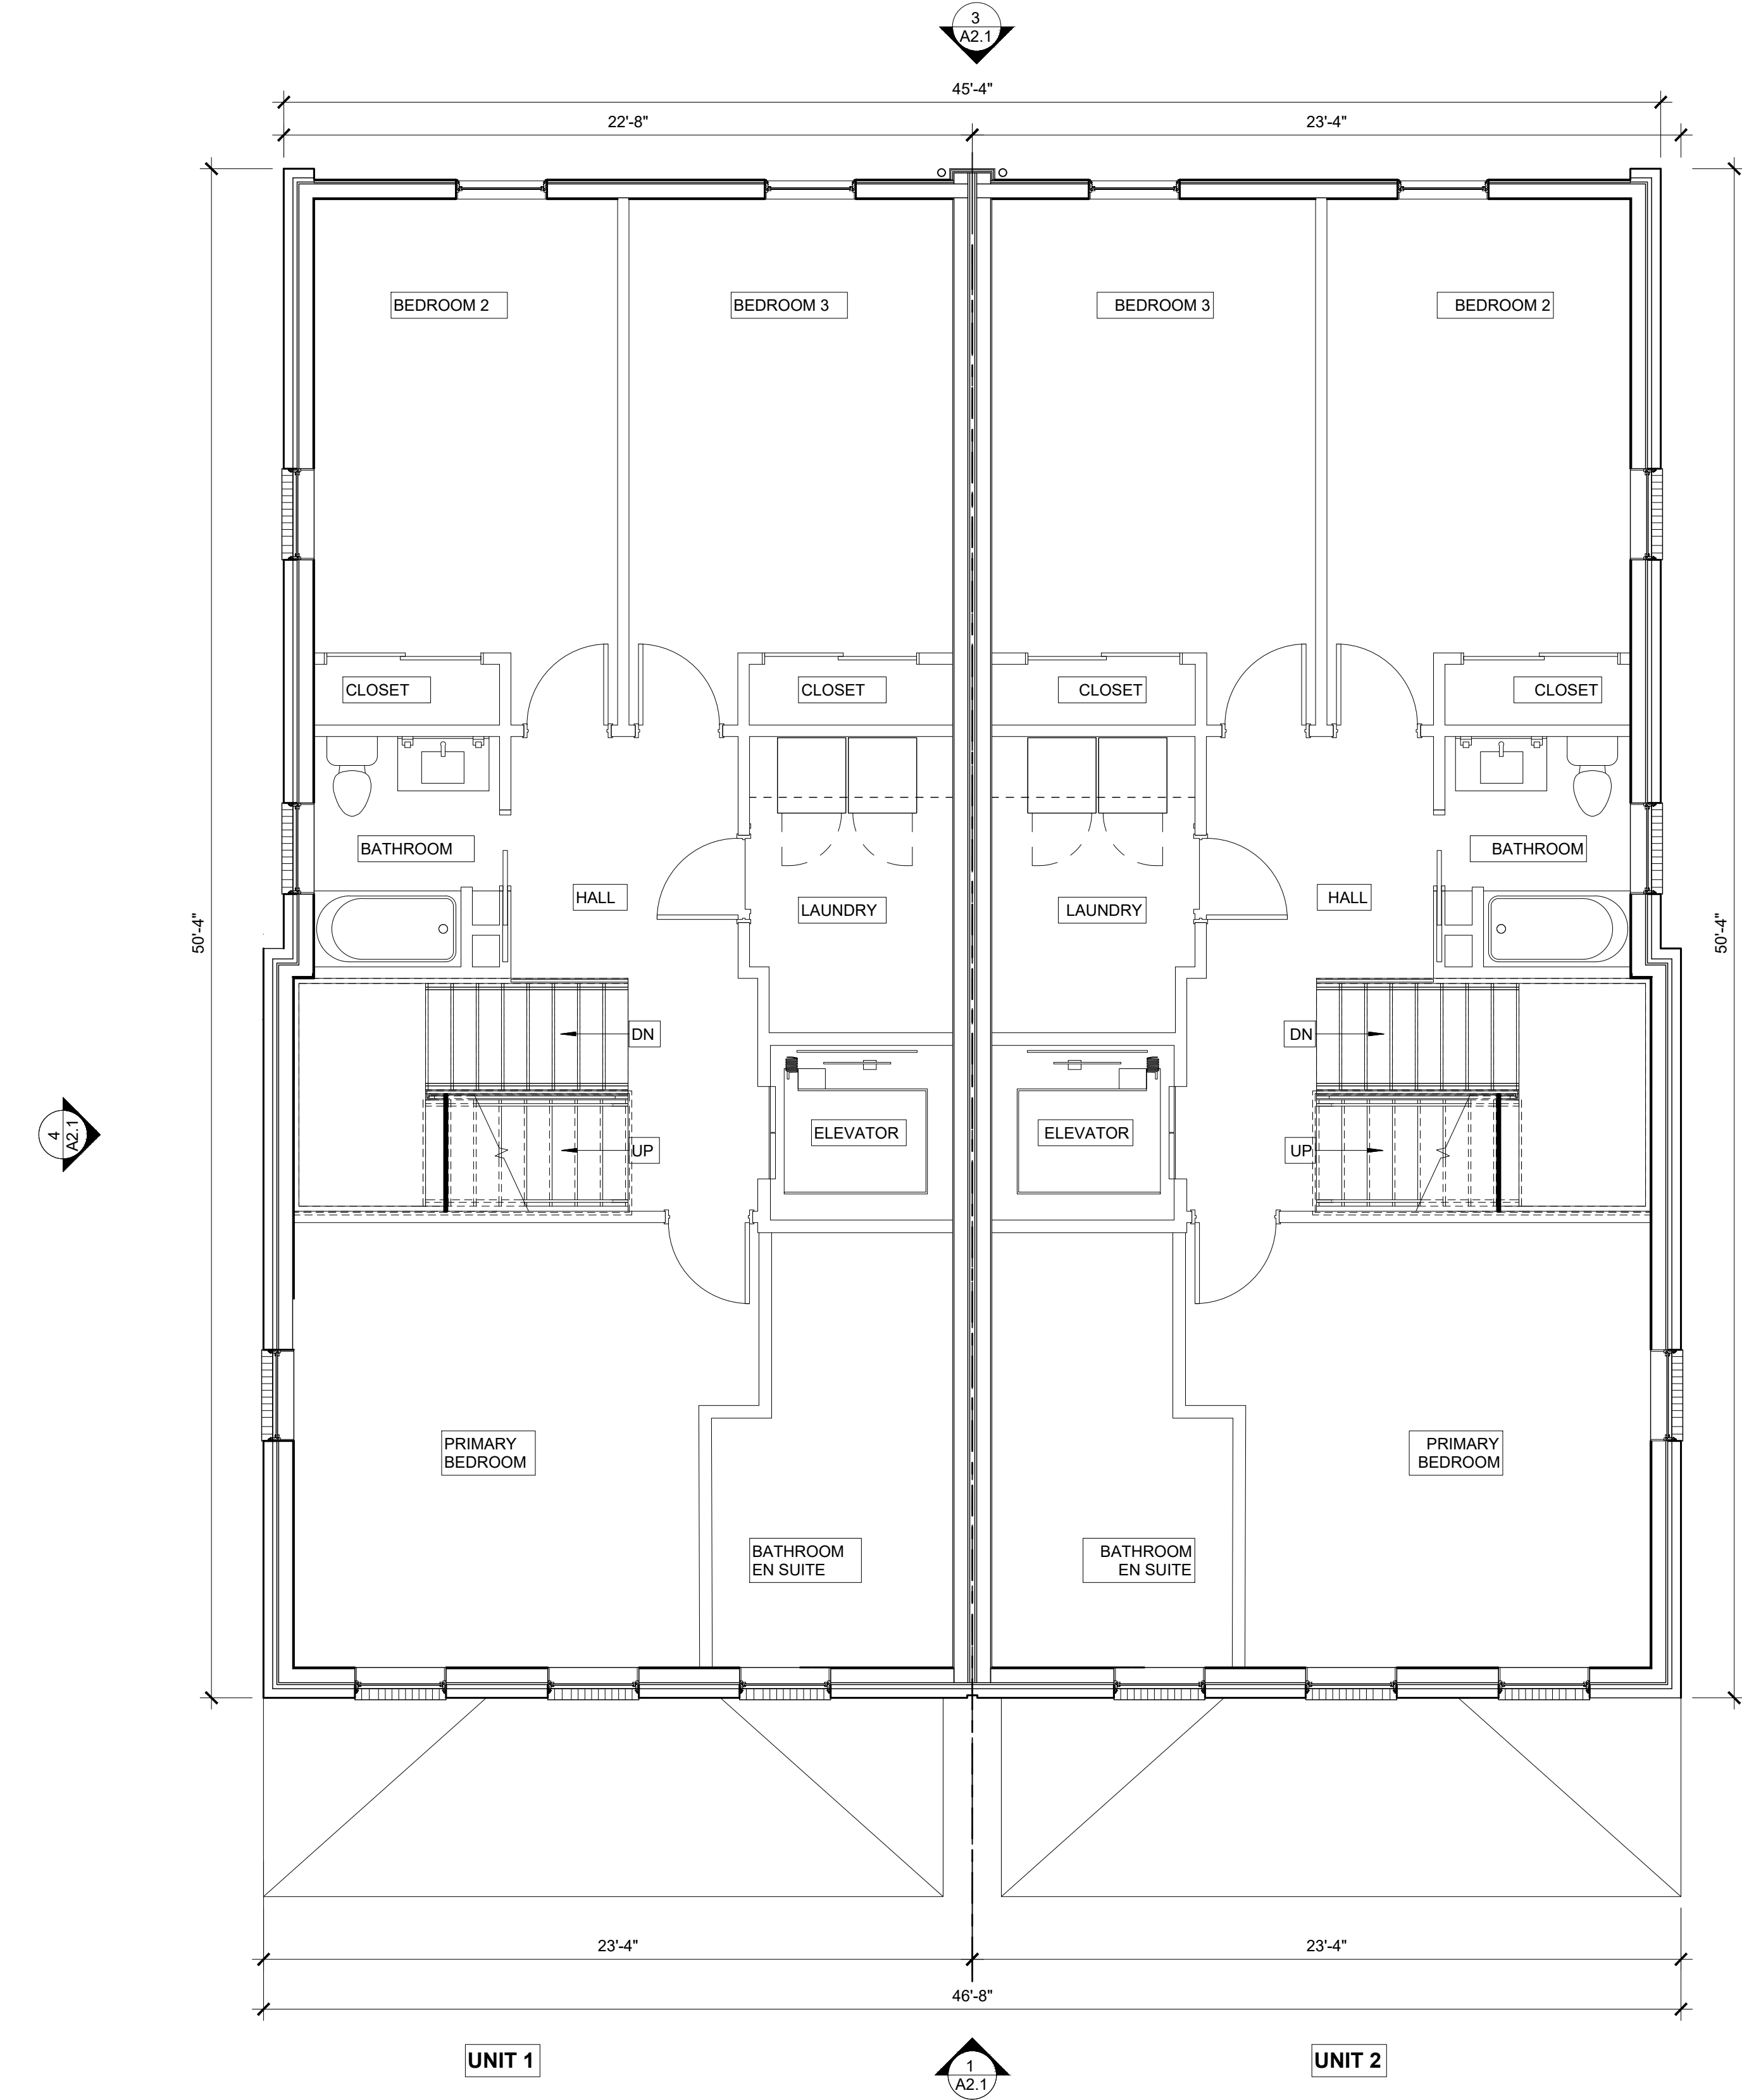 3
A2.1
45'-4"
22'-8"
23'-4"
BEDROOM 2
BEDROOM 3
BEDROOM 3
BEDROOM 2
CLOSET
CLOSET
CLOSET
CLOSET
BATHROOM
BATHROOM
HALL
HALL
LAUNDRY
LAUNDRY
50'-4"
50'-4"
DN
DN
4
A2.1
ELEVATOR
ELEVATOR
UP
UP
PRIMARY
BEDROOM
PRIMARY
BEDROOM
BATHROOM
EN SUITE
BATHROOM
EN SUITE
23'-4"
23'-4"
46'-8"
UNIT 1
UNIT 2
1
A2.1